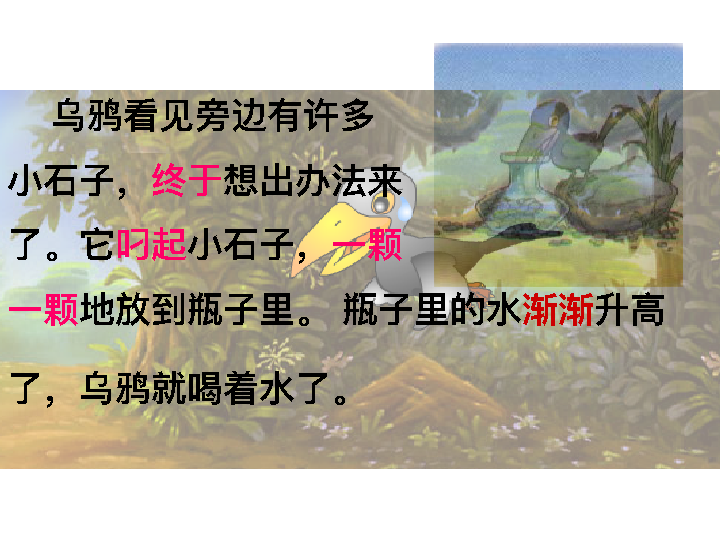 乌鸦看见旁边有许多
小石子，终于想出办法来
了。它叼起小石子，一颗
一颗地放到瓶子里。 瓶子里的水渐渐升高
了，乌鸦就喝着水了。